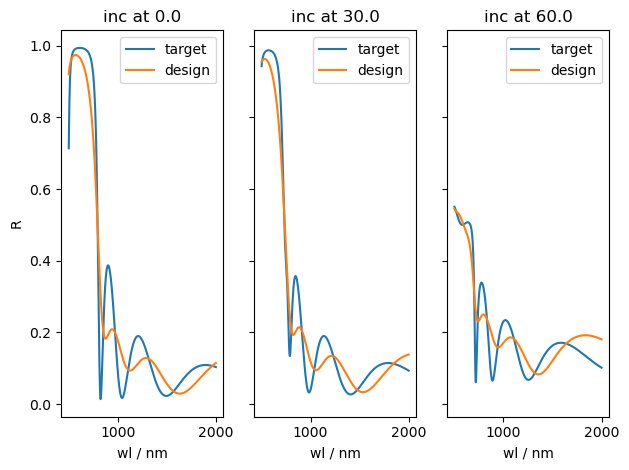 inc at 0.0
inc at 30.0
inc at 60.0
target
design
target
design
target
design
R
1.0
0.8
0.6
0.4
0.2
0.0
1000
2000
1000
2000
1000
2000
wl / nm
wl / nm
wl / nm